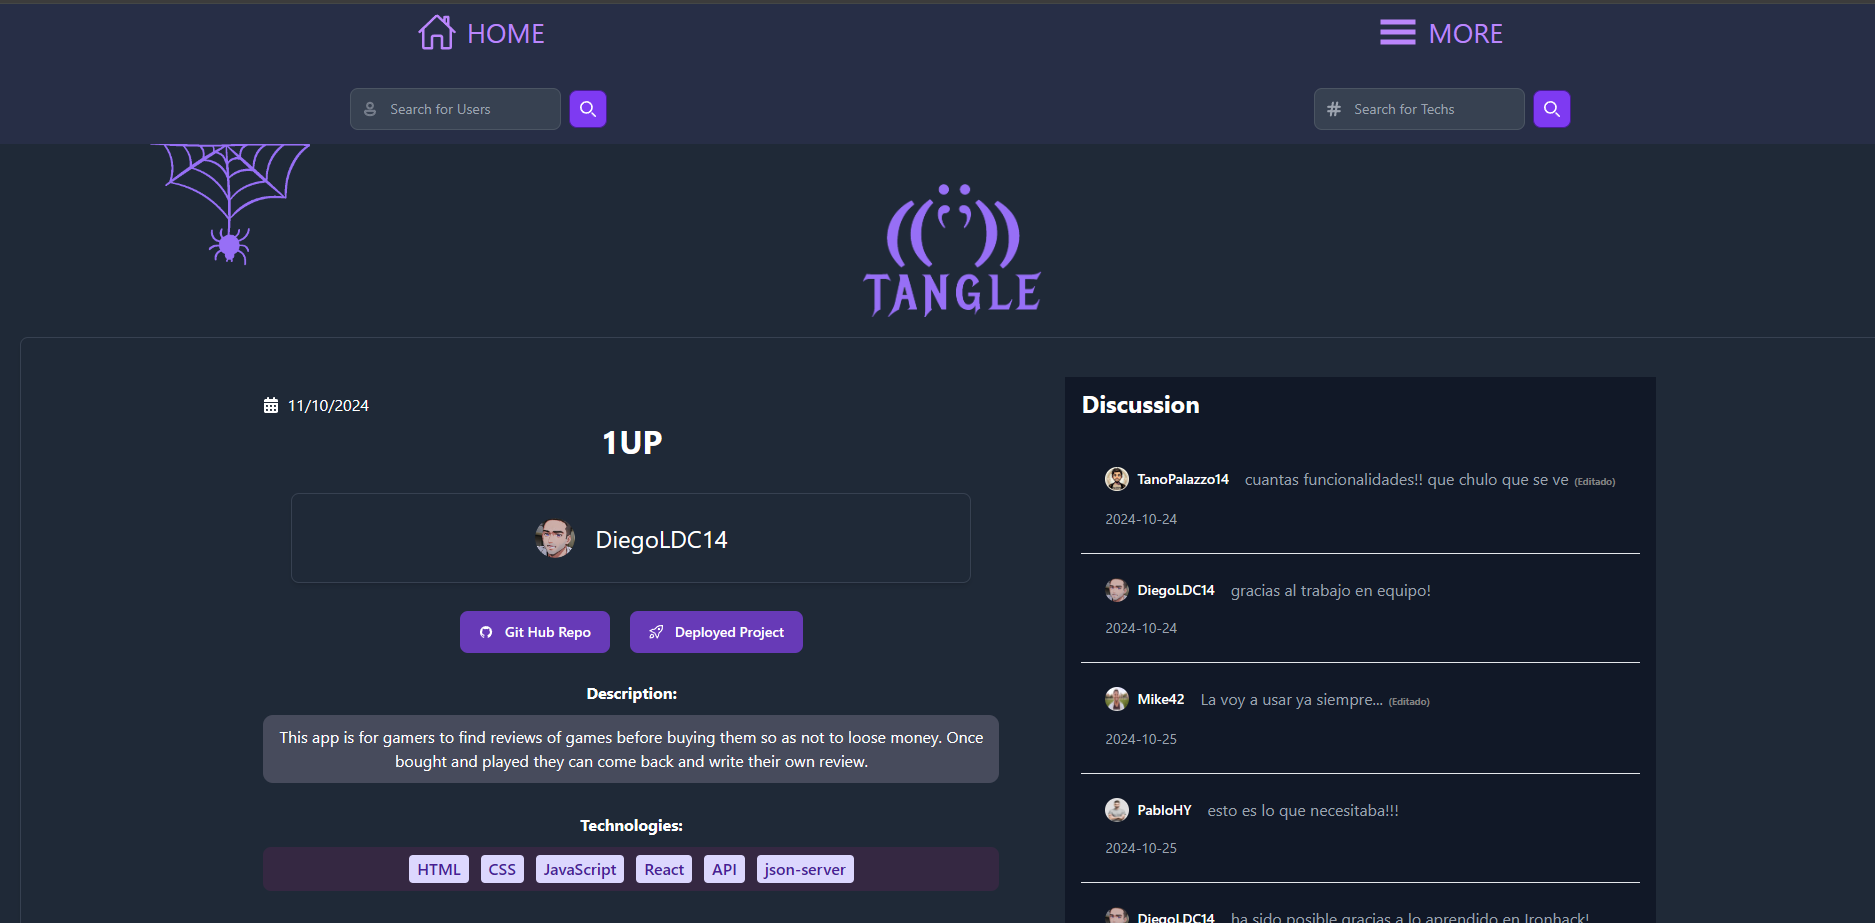 HOME
MORE
Search for Users
Search for Techs
TANGLE
11/10/2024
1UP
DiegoLDC14
Git Hub Repo
Deployed Project
Description:
This app is for gamers to find reviews of games before buying them so as not to loose money. Once
bought and played they can come back and write their own review.
Technologies:
HTML
CSS
JavaScript
React
API
json-server
Discussion
TanoPalazzo14 cuantas funcionalidades!! que chulo que se ve (Editado)
2024-10-24
DiegoLDC14 gracias al trabajo en equipo!
2024-10-24
Mike42 La voy a usar ya siempre... (Editado)
2024-10-25
PabloHY esto es lo que necesitaba!!!
2024-10-25
DiegoLDC14 ha sido posible gracias a lo aprendido en Ironhack!